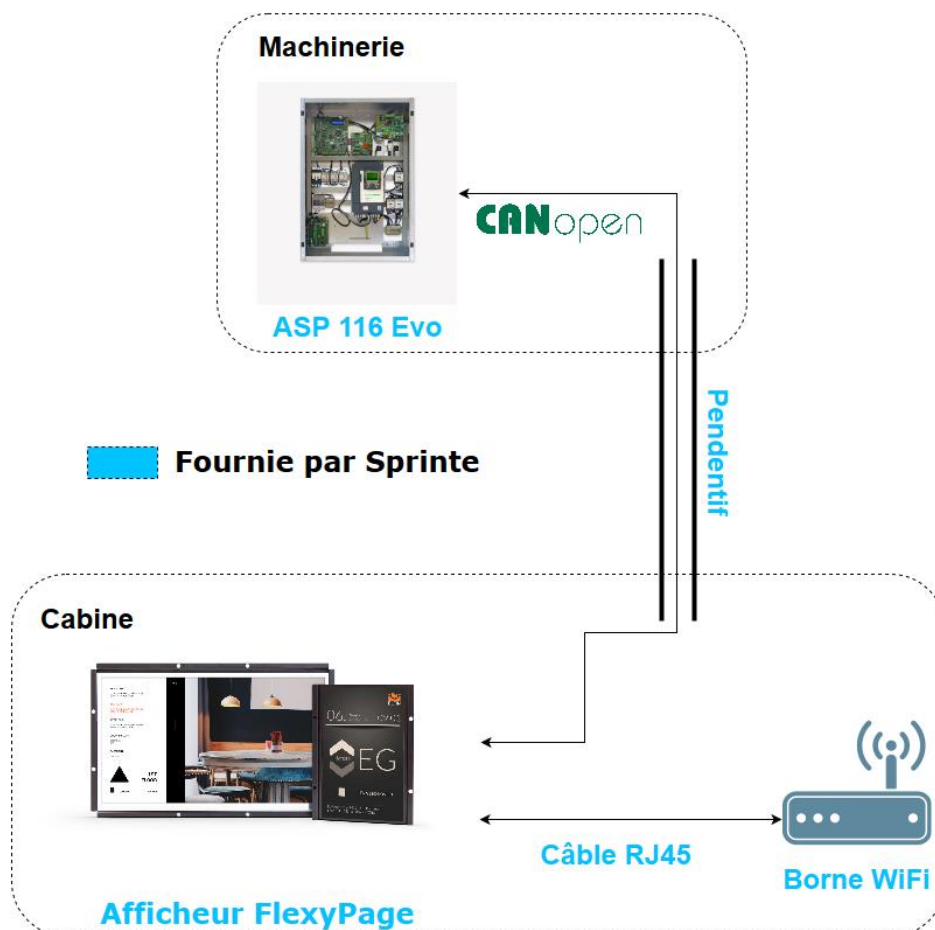 Machinerie
CANopen
ASP 116 Evo
Pendentif
Fournie par Sprinte
Cabine
EG
Câble RJ45
Borne WiFi
Afficheur FlexyPage